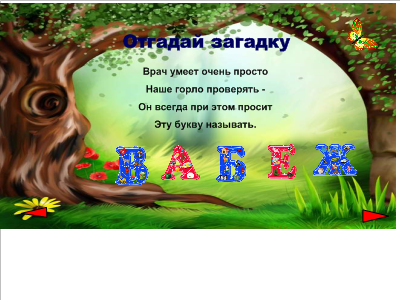 Отгадай загадку
Врач умеет очень просто
Наше горло проверять -
Он всегда при этом просит
Эту букву называть.
В А Б Е Ж